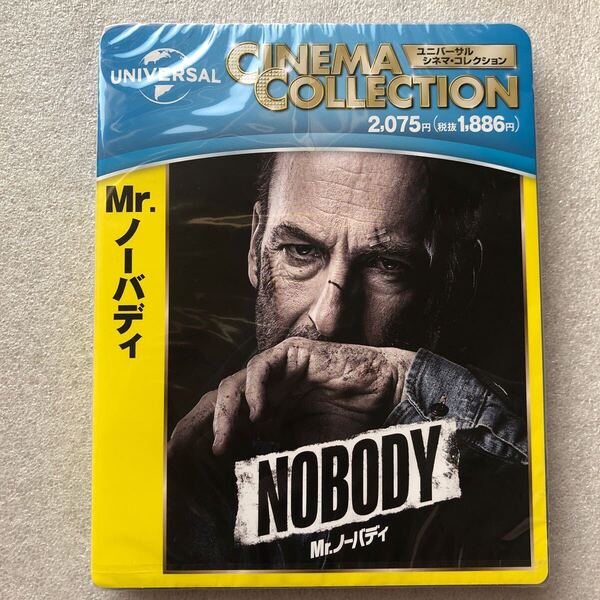 UNIVERSAL
CINEMA
COLLECTION
ユニバーサル
シネマ・コレクション
2,075円(税抜1,886円)
Mr.ノーバディ
NOBODY
Mr.ノーバディ